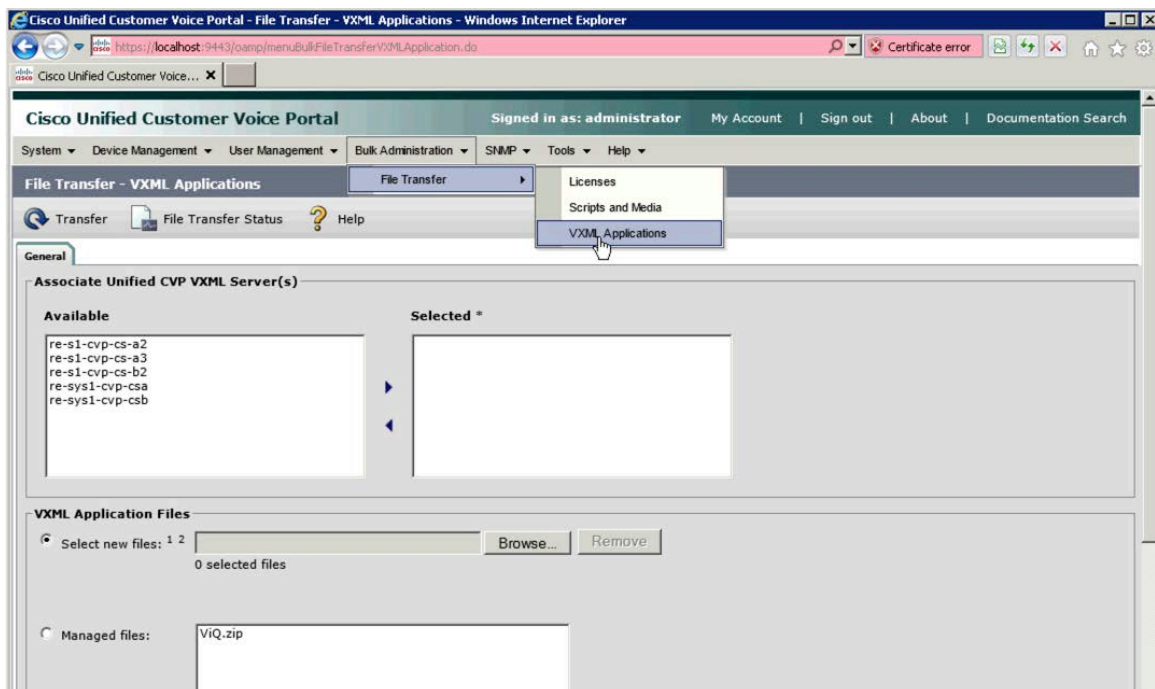 Cisco Unified Customer Voice Portal - File Transfer - VXML Applications - Windows Internet Explorer
https://localhost:9443/oamp/menuBulkFileTransferVXMLApplication.do
Certificate error
Cisco Unified Customer Voice...
Cisco Unified Customer Voice Portal Signed in as: administrator My Account | Sign out | About | Documentation Search
System Device Management User Management Bulk Administration SNMP Tools Help
File Transfer - VXML Applications
File Transfer
Licenses
Scripts and Media
VXML Applications
Transfer File Transfer Status Help
General
Associate Unified CVP VXML Server(s)
Available Selected *
re-s1-cvp-cs-a2
re-s1-cvp-cs-a3
re-s1-cvp-cs-b2
re-sys1-cvp-csa
re-sys1-cvp-csb
VXML Application Files
Select new files: 1 2 Browse... Remove
0 selected files
Managed files: ViQ.zip